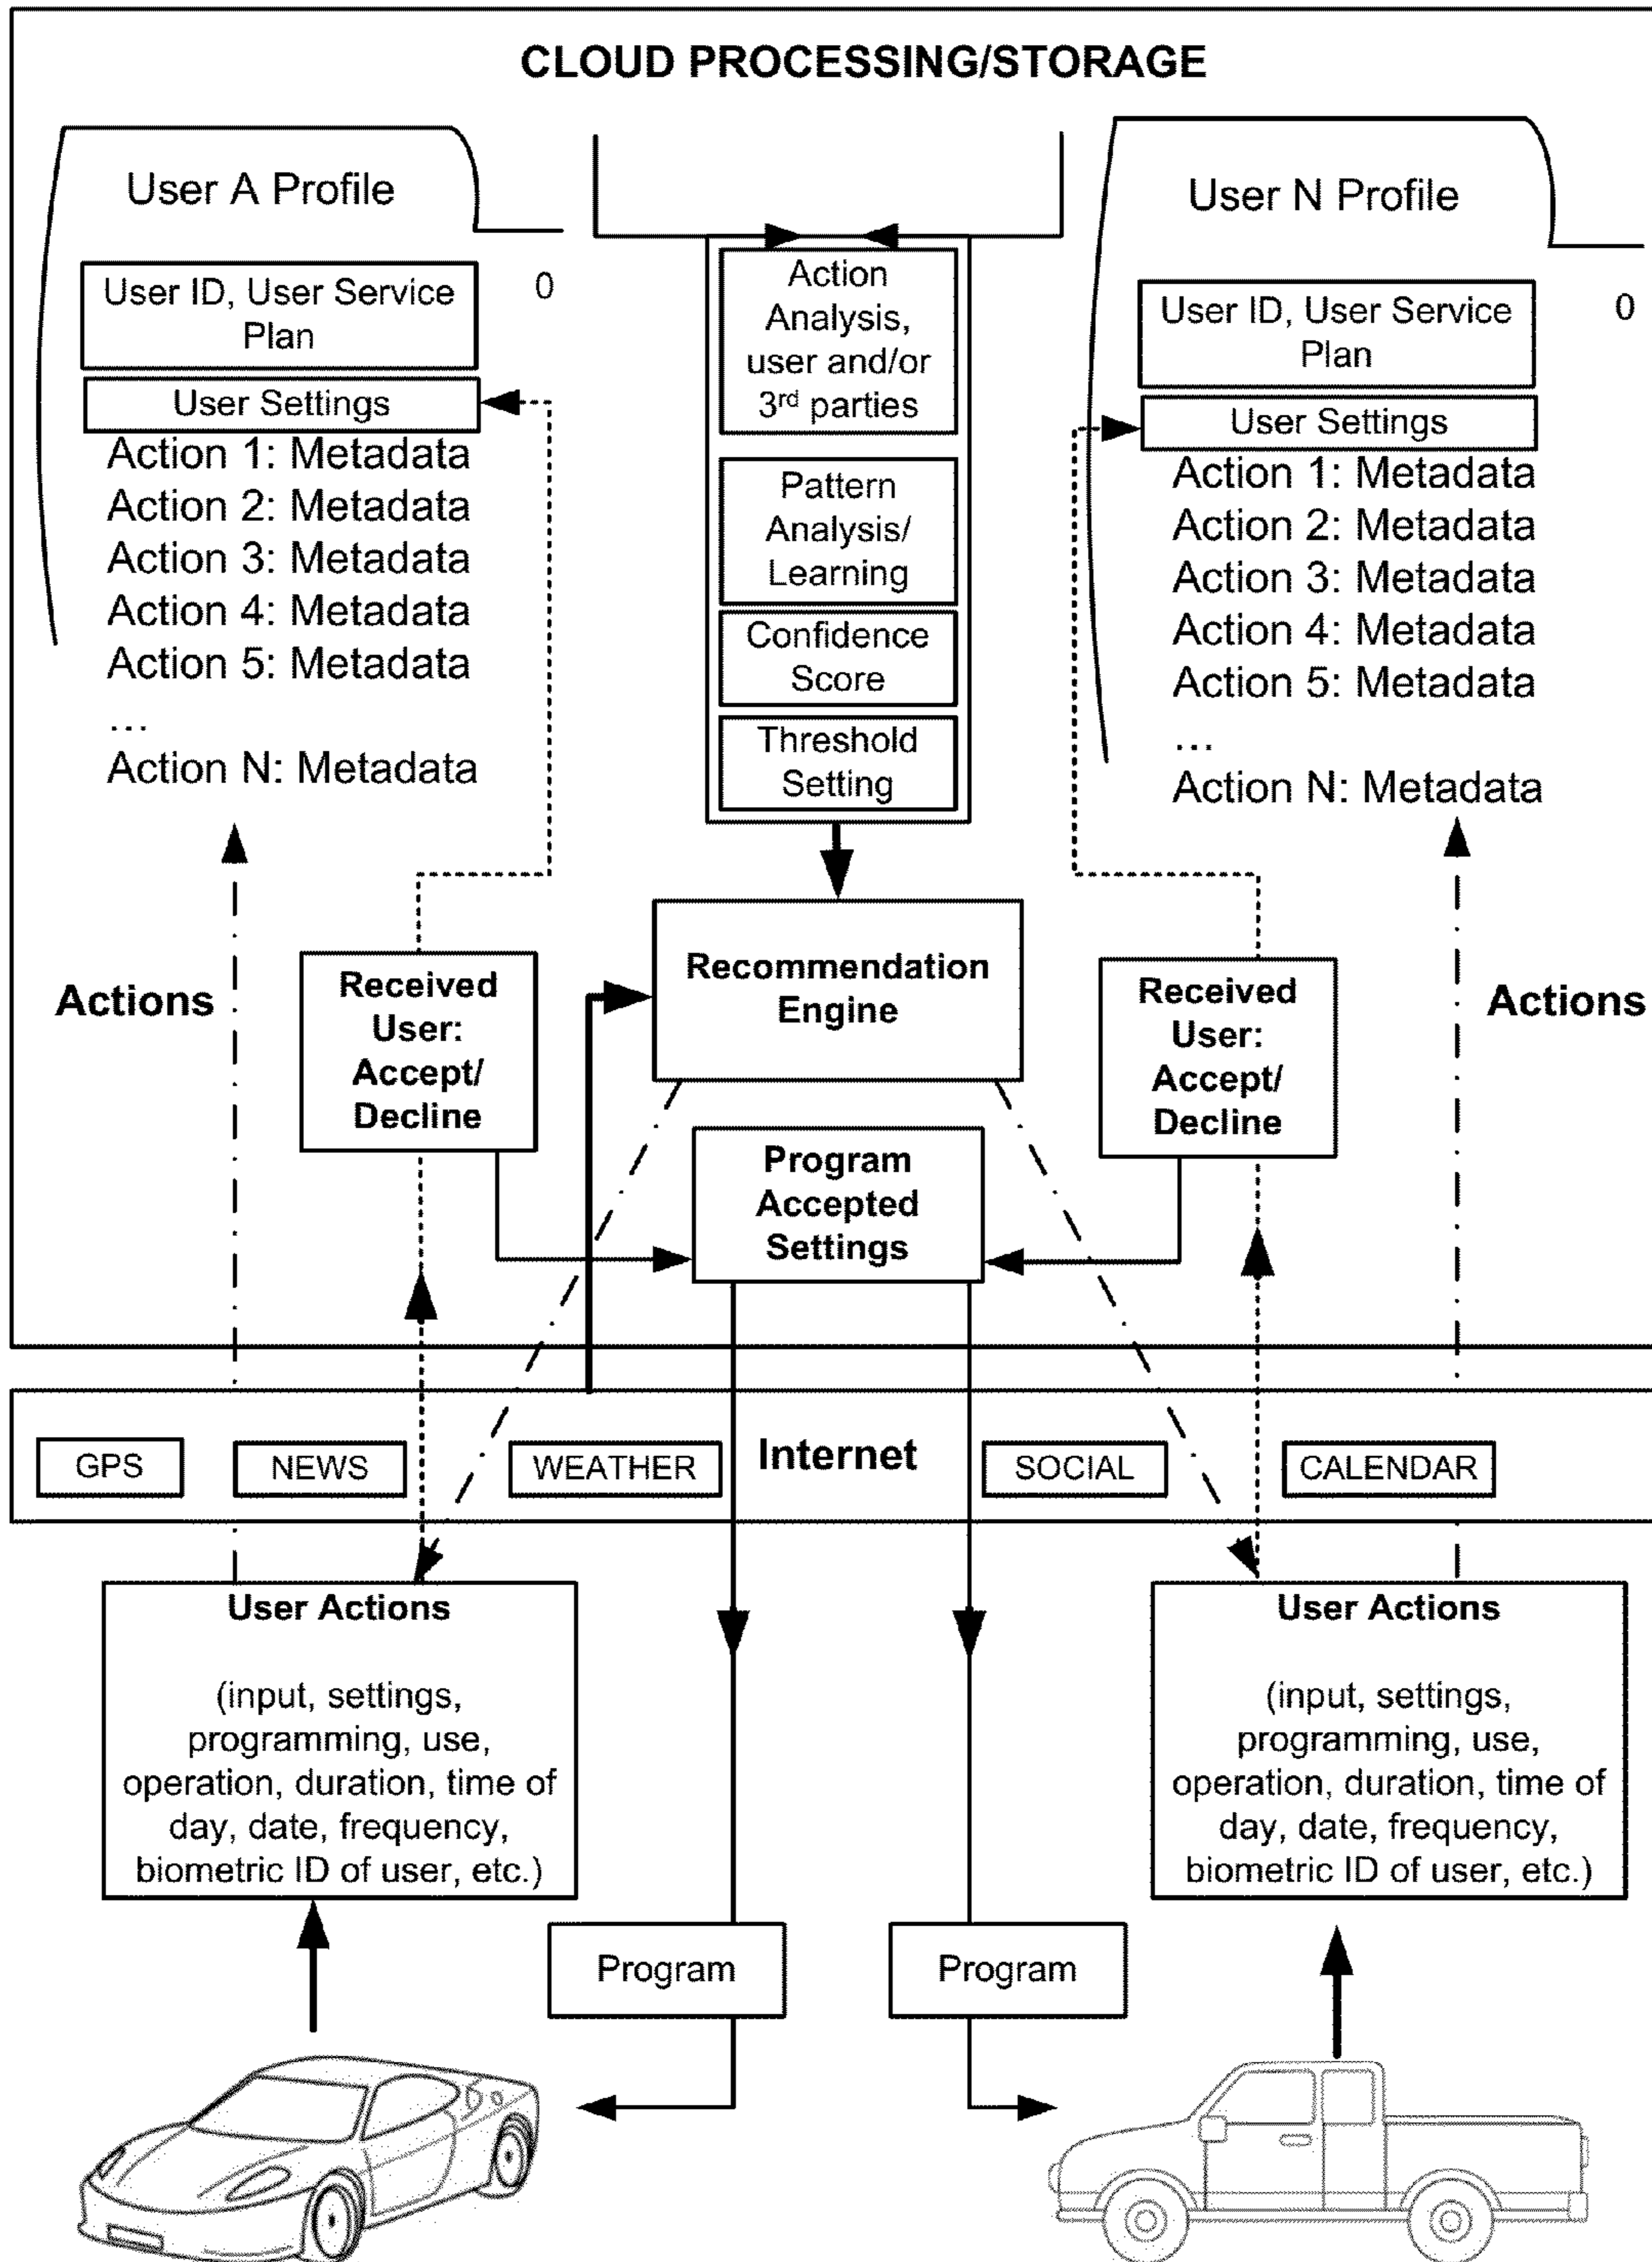 CLOUD PROCESSING/STORAGE
User A Profile
0
User ID, User Service
Plan
User Settings
Action 1: Metadata
Action 2: Metadata
Action 3: Metadata
Action 4: Metadata
Action 5: Metadata
...
Action N: Metadata
Action
Analysis,
user and/or
3rd parties
Pattern
Analysis/
Learning
Confidence
Score
Threshold
Setting
User N Profile
0
User ID, User Service
Plan
User Settings
Action 1: Metadata
Action 2: Metadata
Action 3: Metadata
Action 4: Metadata
Action 5: Metadata
...
Action N: Metadata
Actions
Received
User:
Accept/
Decline
Recommendation
Engine
Received
User:
Accept/
Decline
Actions
Program
Accepted
Settings
GPS
NEWS
WEATHER
Internet
SOCIAL
CALENDAR
User Actions
(input, settings,
programming, use,
operation, duration, time of
day, date, frequency,
biometric ID of user, etc.)
User Actions
(input, settings,
programming, use,
operation, duration, time of
day, date, frequency,
biometric ID of user, etc.)
Program
Program